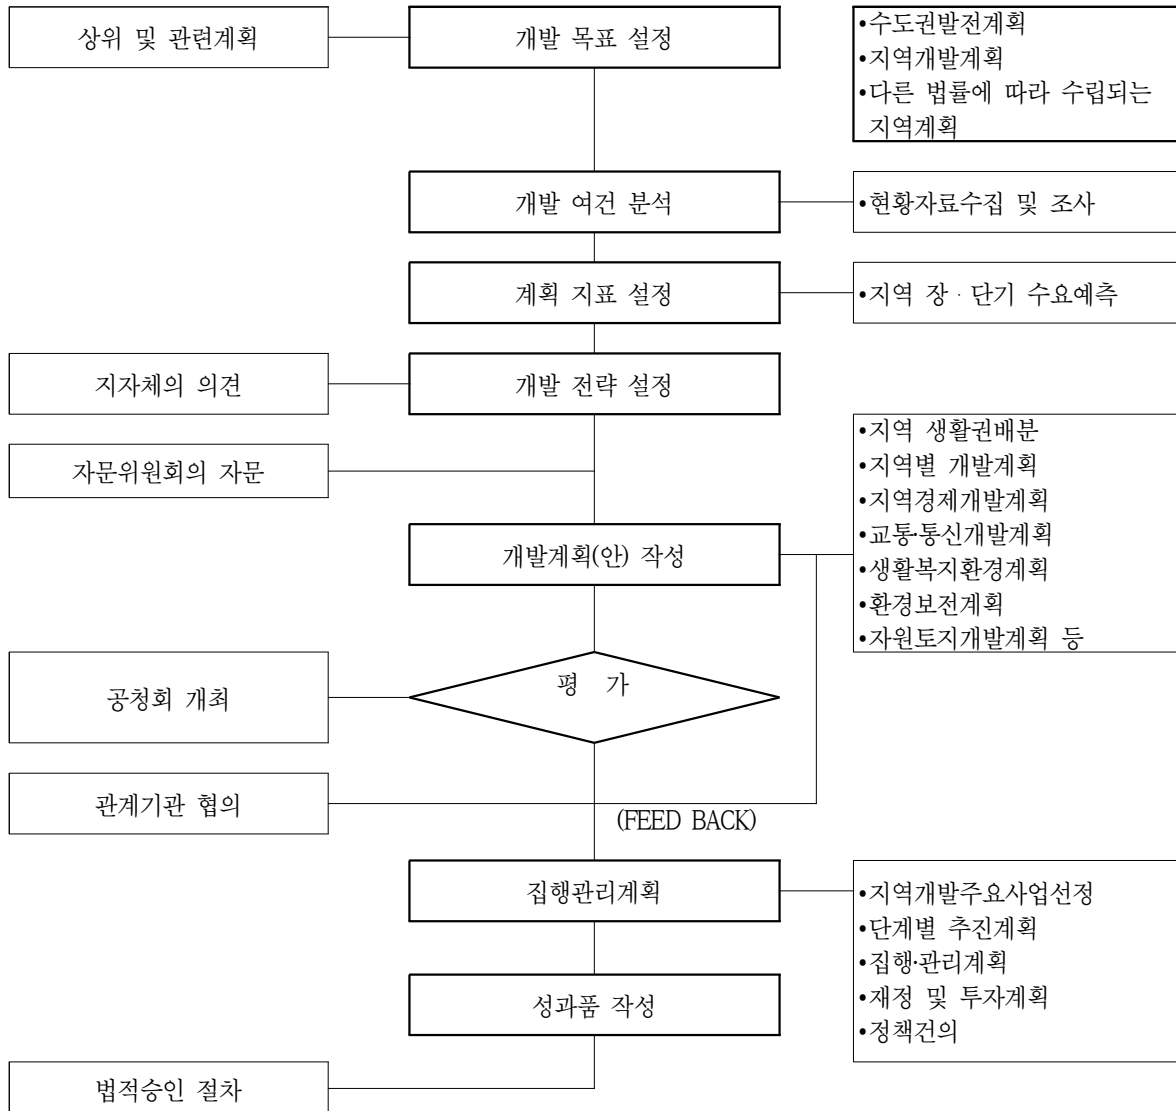 상위 및 관련계획
개발 목표 설정
•수도권발전계획
•지역개발계획
•다른 법률에 따라 수립되는
지역계획
개발 여건 분석
•현황자료수집 및 조사
계획 지표 설정
•지역 장·단기 수요예측
지자체의 의견
개발 전략 설정
자문위원회의 자문
•지역 생활권배분
•지역별 개발계획
•지역경제개발계획
•교통·통신개발계획
•생활복지환경계획
•환경보전계획
•자원토지개발계획 등
개발계획(안) 작성
평 가
공청회 개최
관계기관 협의
(FEED BACK)
집행관리계획
•지역개발주요사업선정
•단계별 추진계획
•집행·관리계획
•재정 및 투자계획
•정책건의
성과품 작성
법적승인 절차